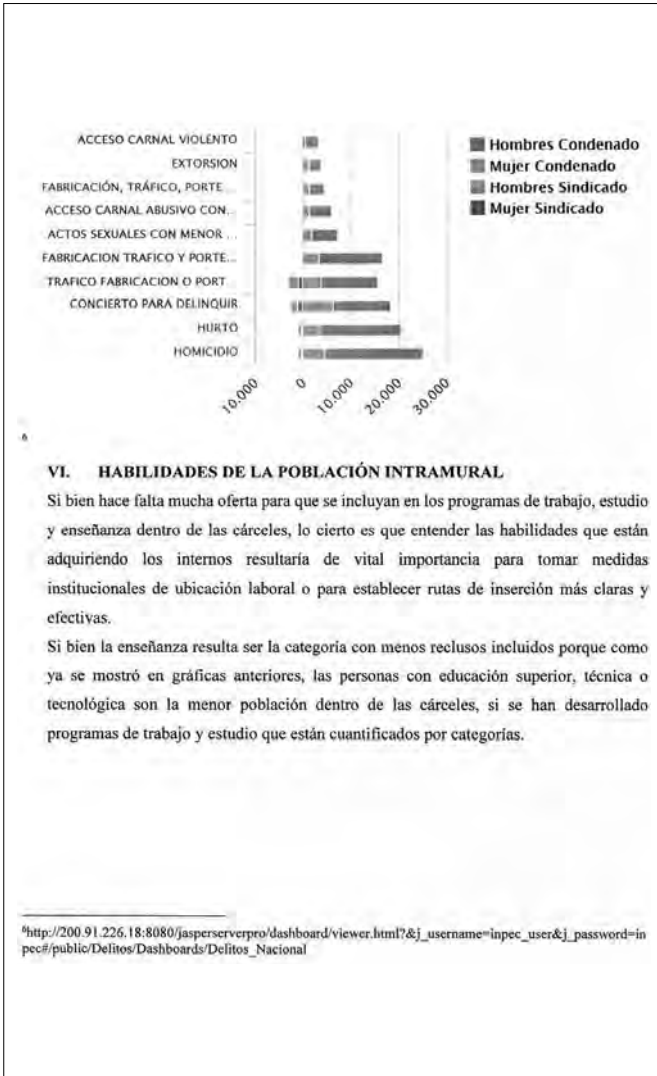 ACCESO CARNAL VIOLENTO
EXTORSION
FABRICACIÓN, TRÁFICO, PORTE ...
ACCESO CARNAL ABUSIVO CON...
ACTOS SEXUALES CON MENOR ...
FABRICACION TRAFICO Y PORTE...
TRAFICO FABRICACION O PORT...
CONCIERTO PARA DELINQUIR
HURTO
HOMICIDIO
10.000
0
10.000
20.000
30.000
Hombres Condenado
Mujer Condenado
Hombres Sindicado
Mujer Sindicado
6
VI. HABILIDADES DE LA POBLACIÓN INTRAMURAL
Si bien hace falta mucha oferta para que se incluyan en los programas de trabajo, estudio
y enseñanza dentro de las cárceles, lo cierto es que entender las habilidades que están
adquiriendo los internos resultaría de vital importancia para tomar medidas
institucionales de ubicación laboral o para establecer rutas de inserción más claras y
efectivas.
Si bien la enseñanza resulta ser la categoría con menos reclusos incluidos porque como
ya se mostró en gráficas anteriores, las personas con educación superior, técnica o
tecnológica son la menor población dentro de las cárceles, si se han desarrollado
programas de trabajo y estudio que están cuantificados por categorías.
6http://200.91.226.18:8080/jasperserverpro/dashboard/viewer.html?&j_username=inpec_user&j_password=in
pec#/public/Delitos/Dashboards/Delitos_Nacional